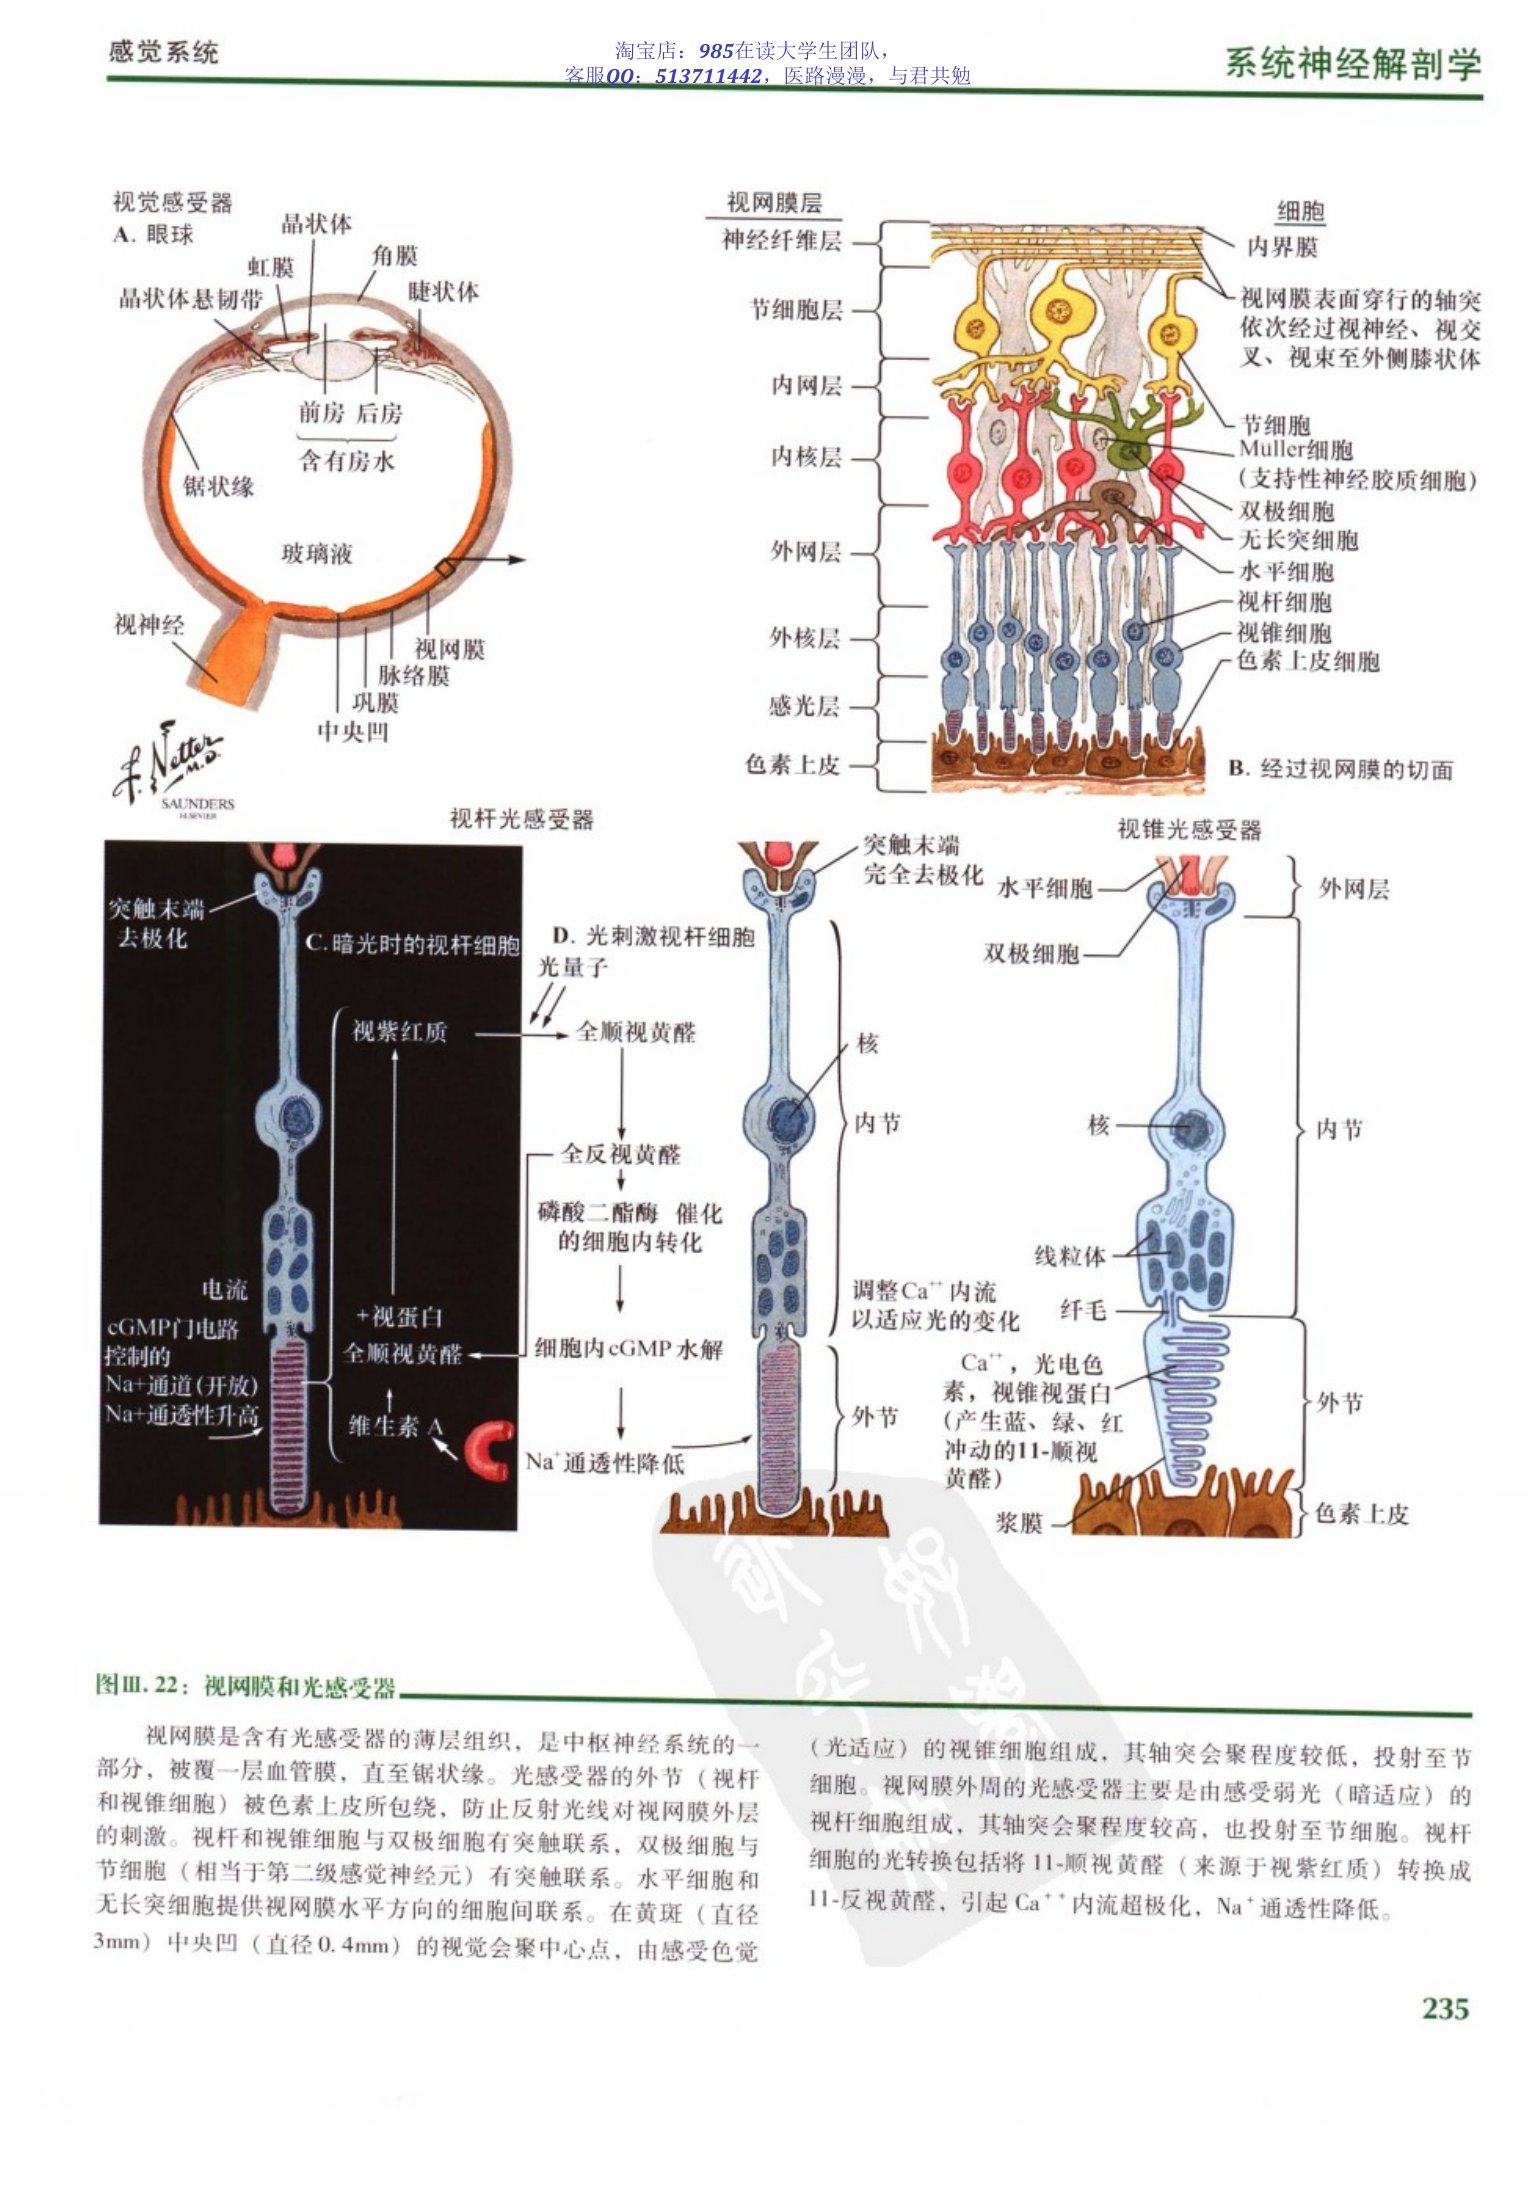 感觉系统
淘宝店：985在读大学生团队，
客服QQ：513711442，医路漫漫，与君共勉
系统神经解剖学
视觉感受器
A. 眼球
晶状体
虹膜
角膜
晶状体悬韧带
睫状体
前房 后房
含有房水
锯状缘
玻璃液
视神经
视网膜
脉络膜
巩膜
中央凹
F. Netter
M.D.
SAUNDERS
ELSEVIER
视网膜层
神经纤维层
节细胞层
内网层
内核层
外网层
外核层
感光层
色素上皮
细胞
内界膜
视网膜表面穿行的轴突
依次经过视神经、视交
叉、视束至外侧膝状体
节细胞
Müller细胞
(支持性神经胶质细胞)
双极细胞
无长突细胞
水平细胞
视杆细胞
视锥细胞
色素上皮细胞
B. 经过视网膜的切面
视杆光感受器
突触末端
去极化
C. 暗光时的视杆细胞
视紫红质
+视蛋白
全顺视黄醛
维生素 A
电流
cGMP门电路
控制的
Na+通道(开放)
Na+通透性升高
D. 光刺激视杆细胞
光量子
全顺视黄醛
全反视黄醛
磷酸二酯酶 催化
的细胞内转化
细胞内cGMP水解
Na⁺通透性降低
突触末端
完全去极化
核
内节
调整Ca⁺⁺内流
以适应光的变化
外节
视锥光感受器
水平细胞
双极细胞
外网层
核
内节
线粒体
纤毛
Ca⁺⁺，光电色
素，视锥视蛋白
(产生蓝、绿、红
冲动的11-顺视
黄醛)
外节
浆膜
色素上皮
图Ⅲ. 22：视网膜和光感受器
视网膜是含有光感受器的薄层组织，是中枢神经系统的一
部分，被覆一层血管膜，直至锯状缘。光感受器的外节（视杆
和视锥细胞）被色素上皮所包绕，防止反射光线对视网膜外层
的刺激。视杆和视锥细胞与双极细胞有突触联系，双极细胞与
节细胞（相当于第二级感觉神经元）有突触联系。水平细胞和
无长突细胞提供视网膜水平方向的细胞间联系。在黄斑（直径
3mm）中央凹（直径 0. 4mm）的视觉会聚中心点，由感受色觉
（光适应）的视锥细胞组成，其轴突会聚程度较低，投射至节
细胞。视网膜外周的光感受器主要是由感受弱光（暗适应）的
视杆细胞组成，其轴突会聚程度较高，也投射至节细胞。视杆
细胞的光转换包括将 11-顺视黄醛（来源于视紫红质）转换成
11-反视黄醛，引起 Ca⁺⁺内流超极化，Na⁺通透性降低。
235